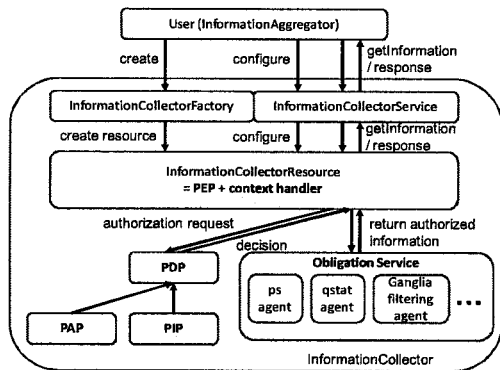 User (InformationAggregator)
create
configure
getInformation
/ response
InformationCollectorFactory
InformationCollectorService
create resource
configure
getInformation
/ response
InformationCollectorResource
= PEP + context handler
authorization request
decision
return authorized
information
PDP
Obligation Service
ps
agent
qstat
agent
Ganglia
filtering
agent
...
PAP
PIP
InformationCollector